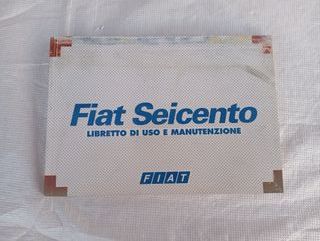 Fiat Seicento
LIBRETTO DI USO E MANUTENZIONE
FIAT